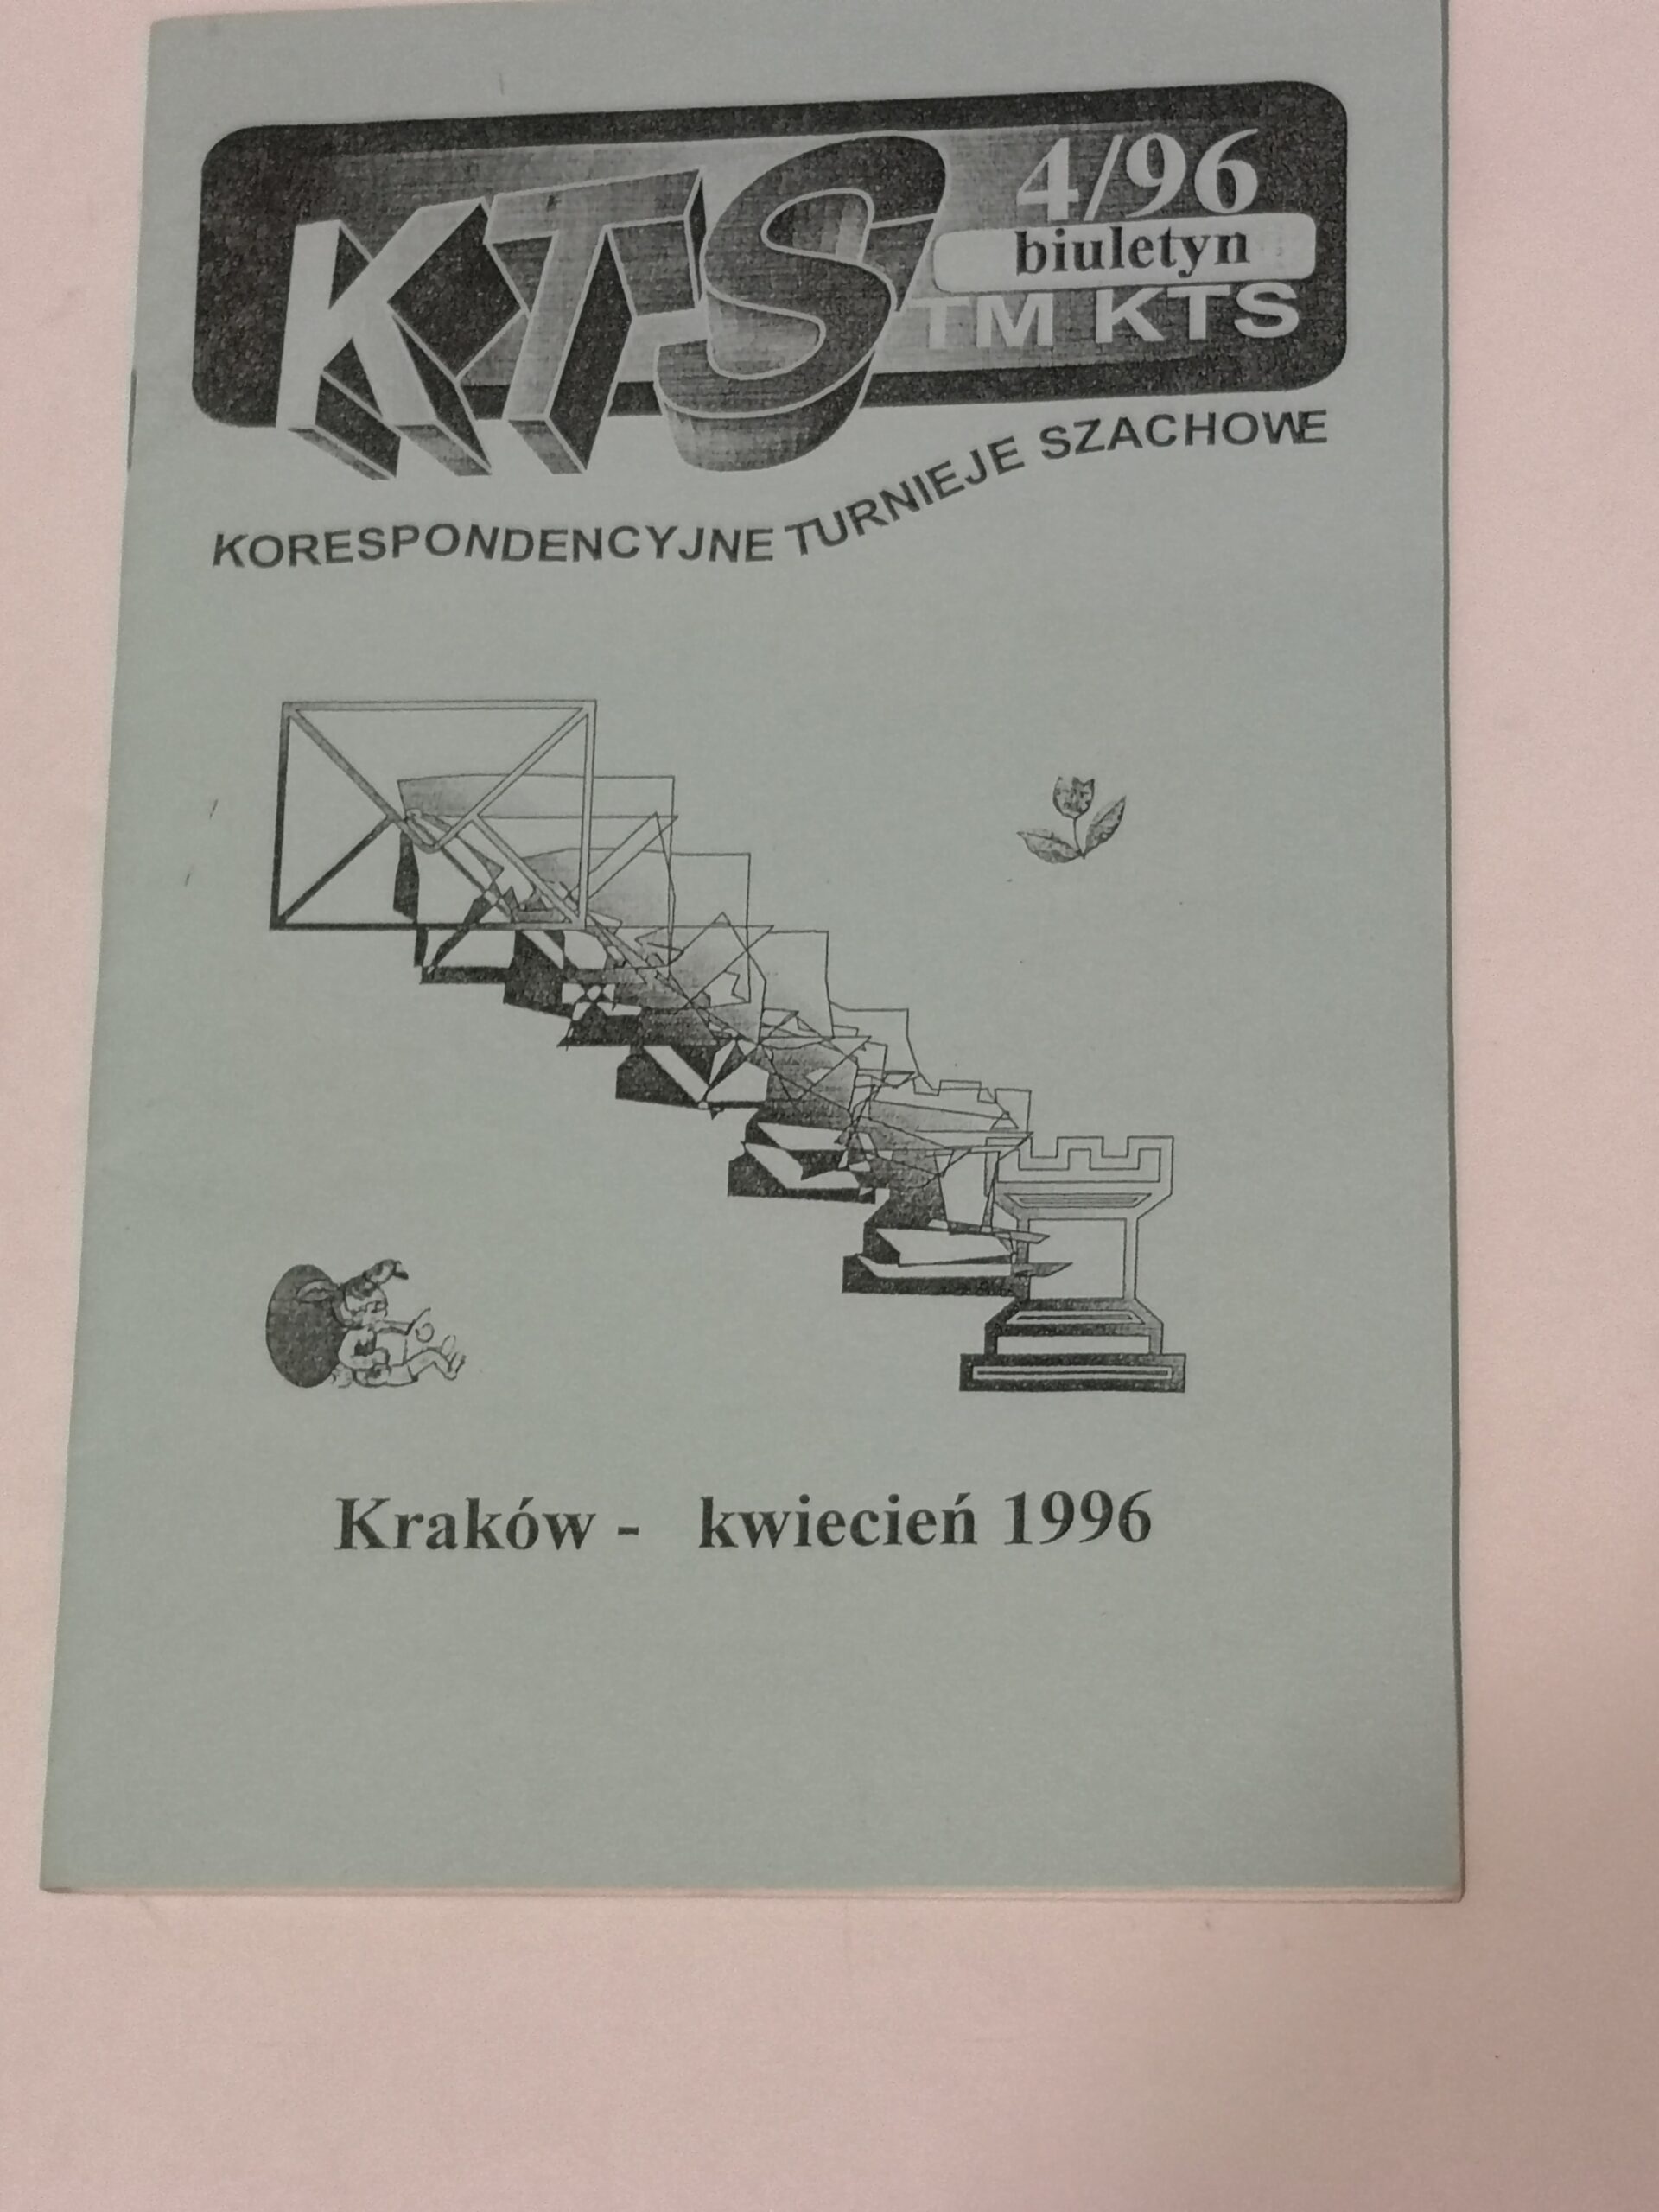 KTS
4/96
biuletyn
TM KTS
KORESPONDENCYJNE TURNIEJE SZACHOWE
Kraków - kwiecień 1996